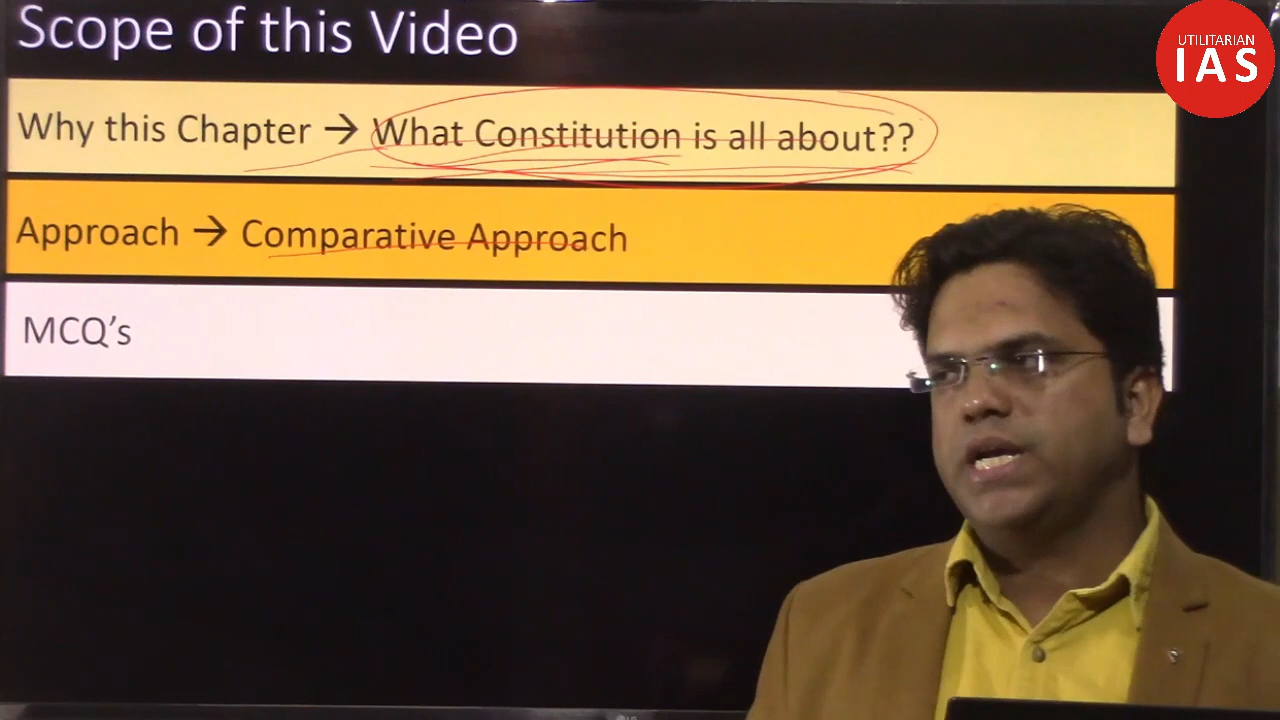 Scope of this Video
UTILITARIAN
IAS
Why this Chapter → What Constitution is all about??
Approach → Comparative Approach
MCQ's